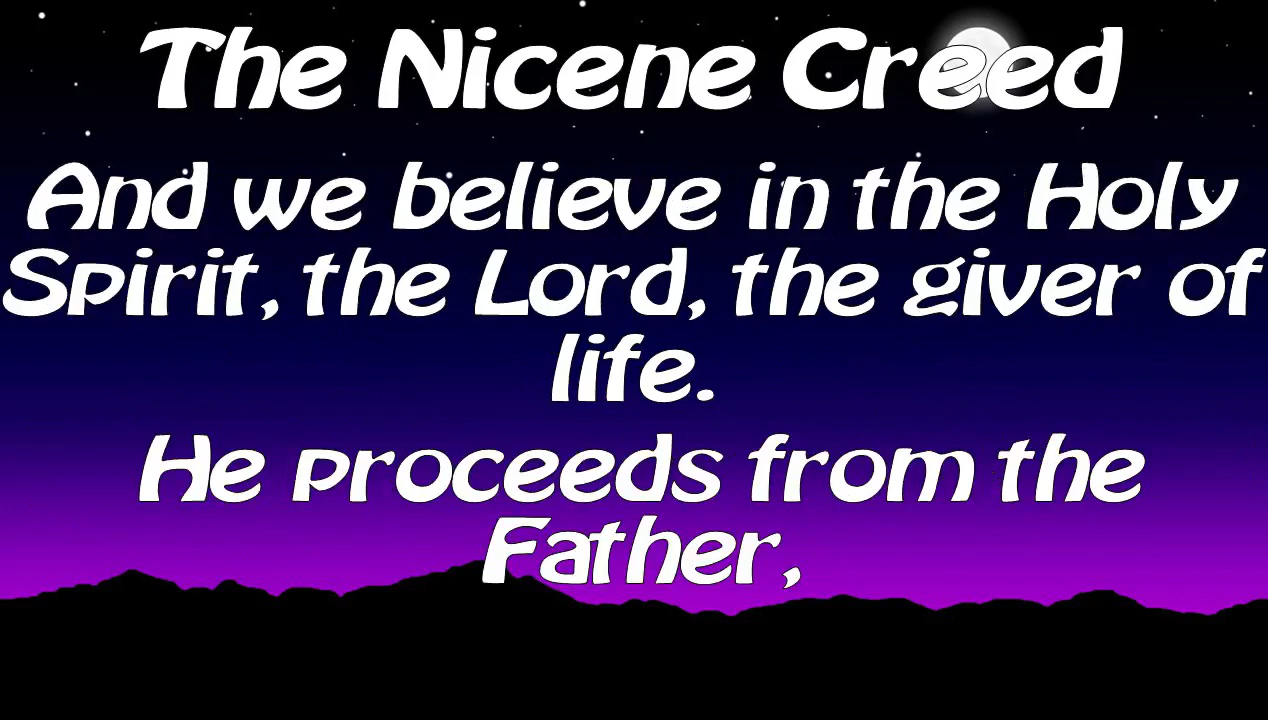 The Nicene Creed
And we believe in the Holy
Spirit, the Lord, the giver of
life.
He proceeds from the
Father,